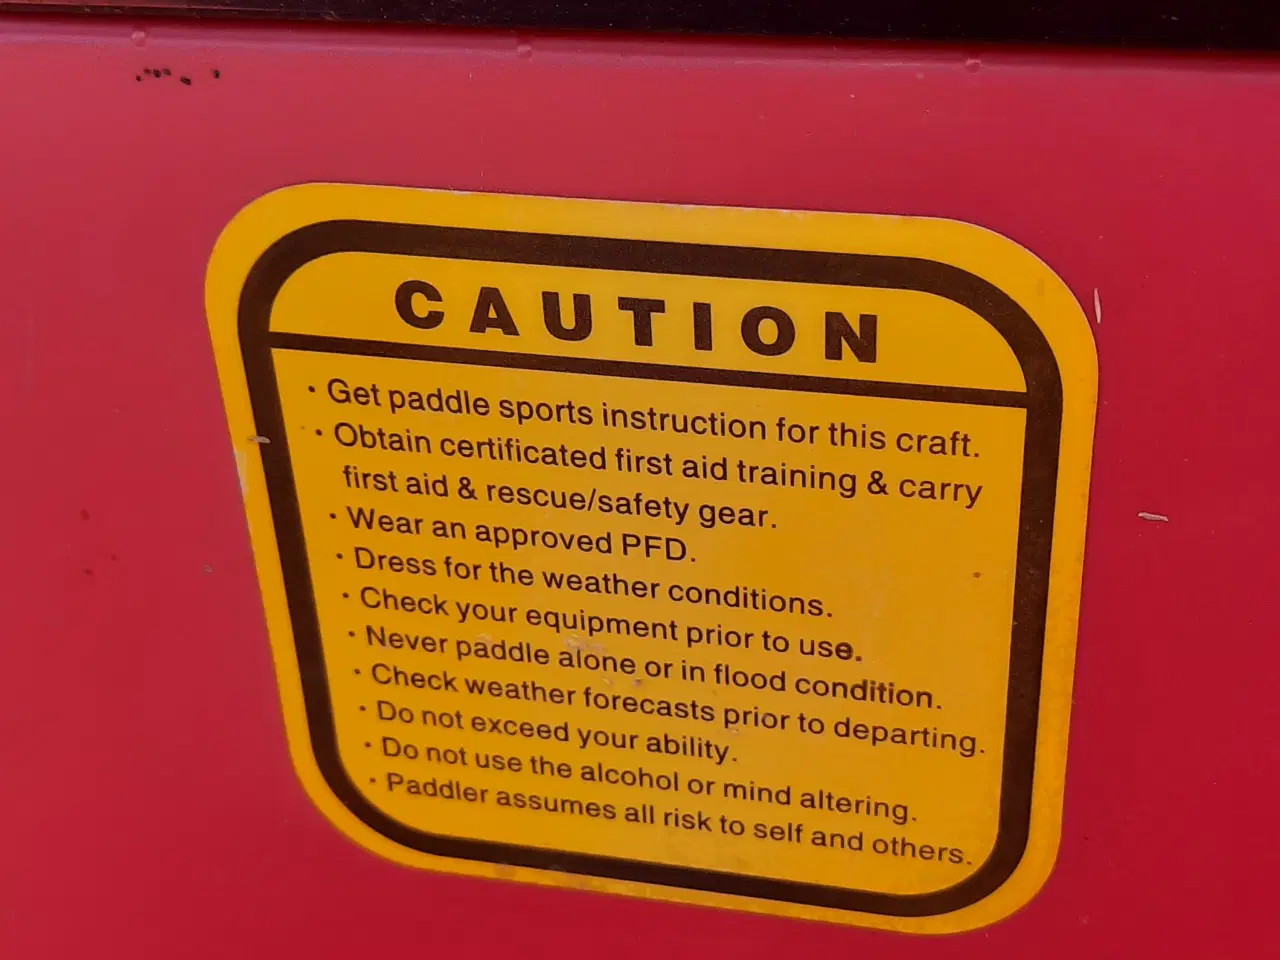 CAUTION
· Get paddle sports instruction for this craft.
· Obtain certificated first aid training & carry
first aid & rescue/safety gear.
· Wear an approved PFD.
· Dress for the weather conditions.
· Check your equipment prior to use.
· Never paddle alone or in flood condition.
· Check weather forecasts prior to departing.
· Do not exceed your ability.
· Do not use the alcohol or mind altering.
· Paddler assumes all risk to self and others.